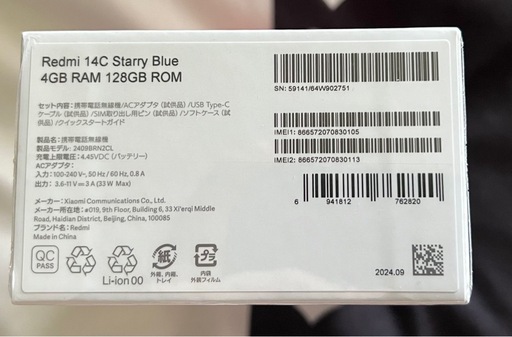 Redmi 14C Starry Blue
4GB RAM 128GB ROM
セット内容：携帯電話無線機/ACアダプタ（試供品）/USB Type-C
ケーブル（試供品）/SIM取り出し用ピン（試供品）/ソフトケース（試
供品）/クイックスタートガイド
製品名：携帯電話無線機
製品モデル：2409BRN2CL
充電上限電圧：4.45VDC（バッテリー）
ACアダプタ：
入力：100-240V~, 50 Hz/ 60 Hz, 0.8 A
出力：3.6-11V⎓3A (33W Max)
メーカー：Xiaomi Communications Co., Ltd.
メーカー所在地：#019, 9th Floor, Building 6, 33 Xi'erqi Middle
Road, Haidian District, Beijing, China, 100085
ブランド名：Redmi
Made in China
QC
PASS
Li-ion 00
外箱、内箱、
トレイ
プラ
内袋
外装フィルム
SN: 59141/64W902751
IMEI1: 866572070830105
IMEI2: 866572070830113
6 941812 762820
2024.09